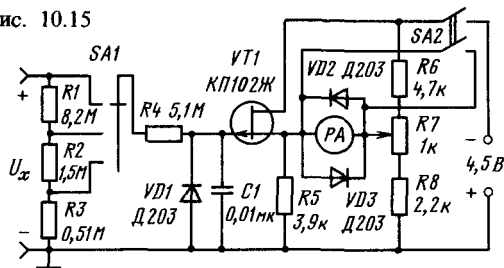 ис. 10.15
SA1
VT1
КП102Ж
SA2
VD2 Д203
R6
4,7к
R1
8,2М
R4 5,1М
+
PA
R7
1к
−
4,5 В
+
Ux
R2
1,5М
VD1
Д203
C1
0,01мк
R5
3,9к
VD3
Д203
R8
2,2к
−
R3
0,51М